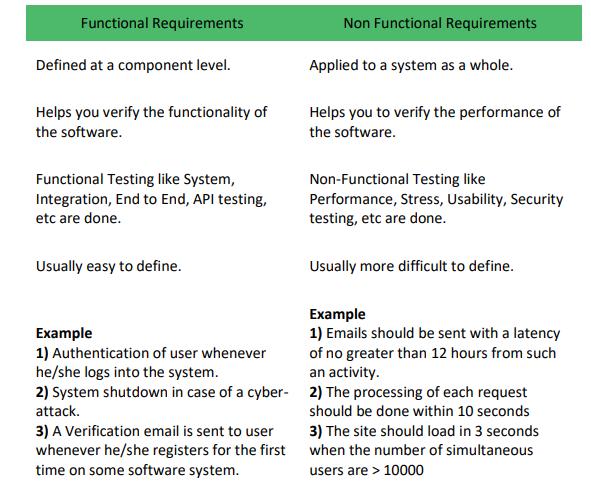 Functional Requirements
Non Functional Requirements
Defined at a component level.
Applied to a system as a whole.
Helps you verify the functionality of
the software.
Helps you to verify the performance of
the software.
Functional Testing like System,
Integration, End to End, API testing,
etc are done.
Non-Functional Testing like
Performance, Stress, Usability, Security
testing, etc are done.
Usually easy to define.
Usually more difficult to define.
Example
1) Authentication of user whenever
he/she logs into the system.
2) System shutdown in case of a cyber-
attack.
3) A Verification email is sent to user
whenever he/she registers for the first
time on some software system.
Example
1) Emails should be sent with a latency
of no greater than 12 hours from such
an activity.
2) The processing of each request
should be done within 10 seconds
3) The site should load in 3 seconds
when the number of simultaneous
users are > 10000